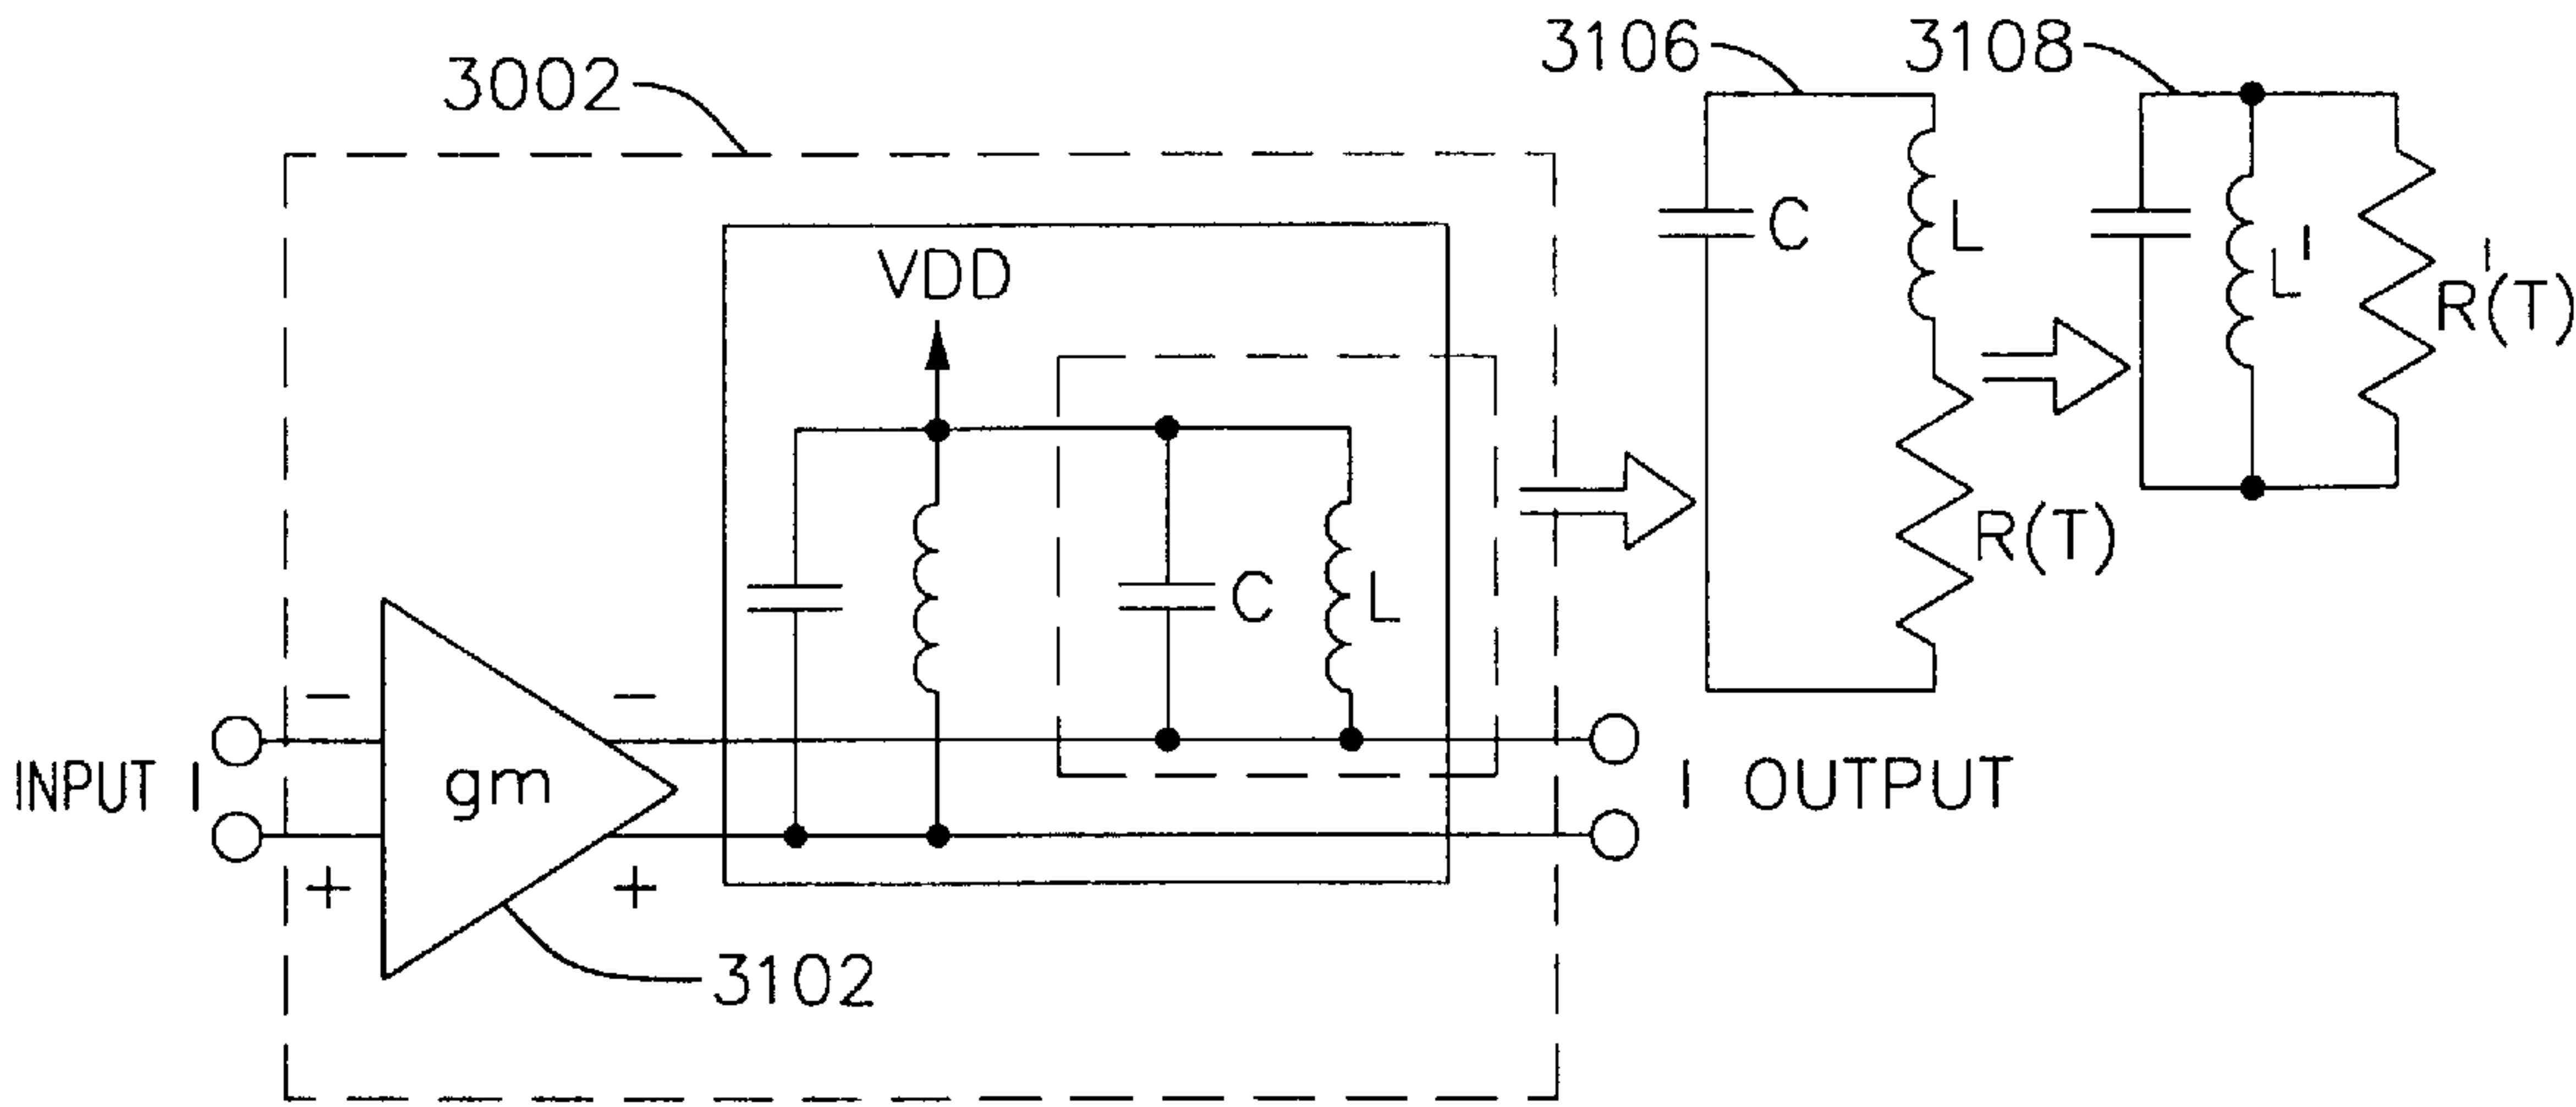 3002
3106
3108
VDD
C
L
L'
R'(T)
R(T)
C
L
- -
INPUT I
gm
I OUTPUT
+ +
3102